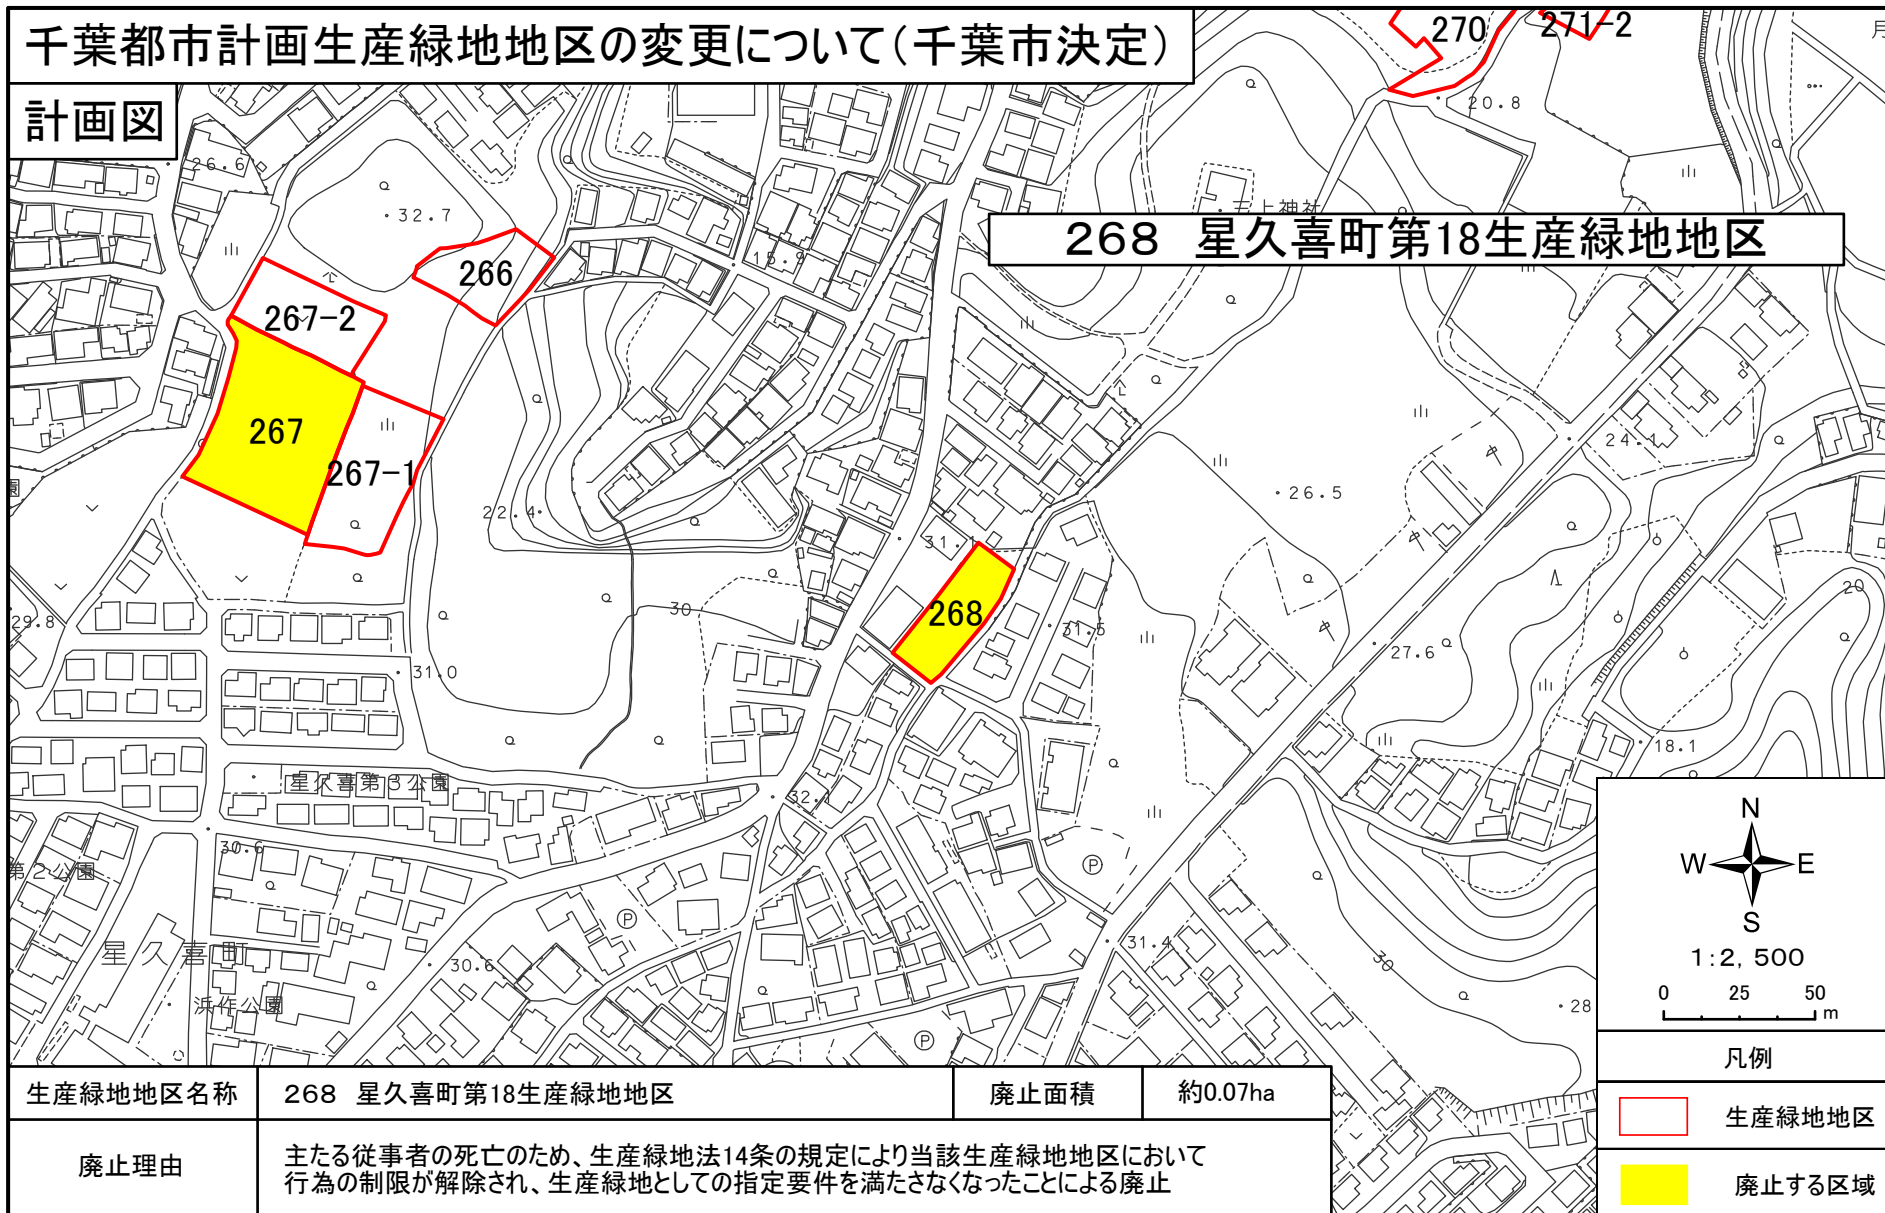 千葉都市計画生産緑地地区の変更について(千葉市決定)
計画図
270
271-2
月
20.8
26.6
32.7
三上神社
268 星久喜町第18生産緑地地区
15.9
266
267-2
267
267-1
園
22.4
26.5
24.1
31.1
268
31.5
30
29.8
31.0
27.6
20
18.1
星久喜第3公園
32.1
30.6
第2公園
星久喜町
浜作公園
30.6
P
P
P
31.4
30
28
N
W
E
S
1:2,500
0 25 50 m
凡例
生産緑地地区
廃止する区域
生産緑地地区名称
268 星久喜町第18生産緑地地区
廃止面積
約0.07ha
廃止理由
主たる従事者の死亡のため、生産緑地法14条の規定により当該生産緑地地区において
行為の制限が解除され、生産緑地としての指定要件を満たさなくなったことによる廃止